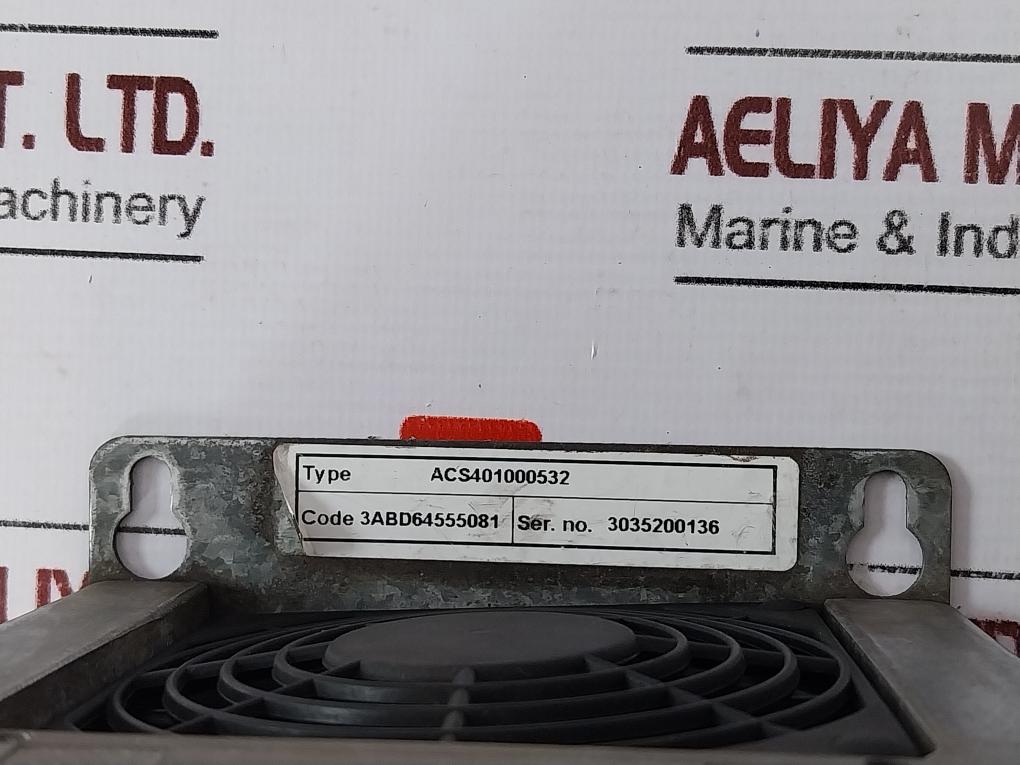 T. LTD.
achinery
AELIYA M
Marine & Ind
Type ACS401000532
Code 3ABD64555081 Ser. no. 3035200136